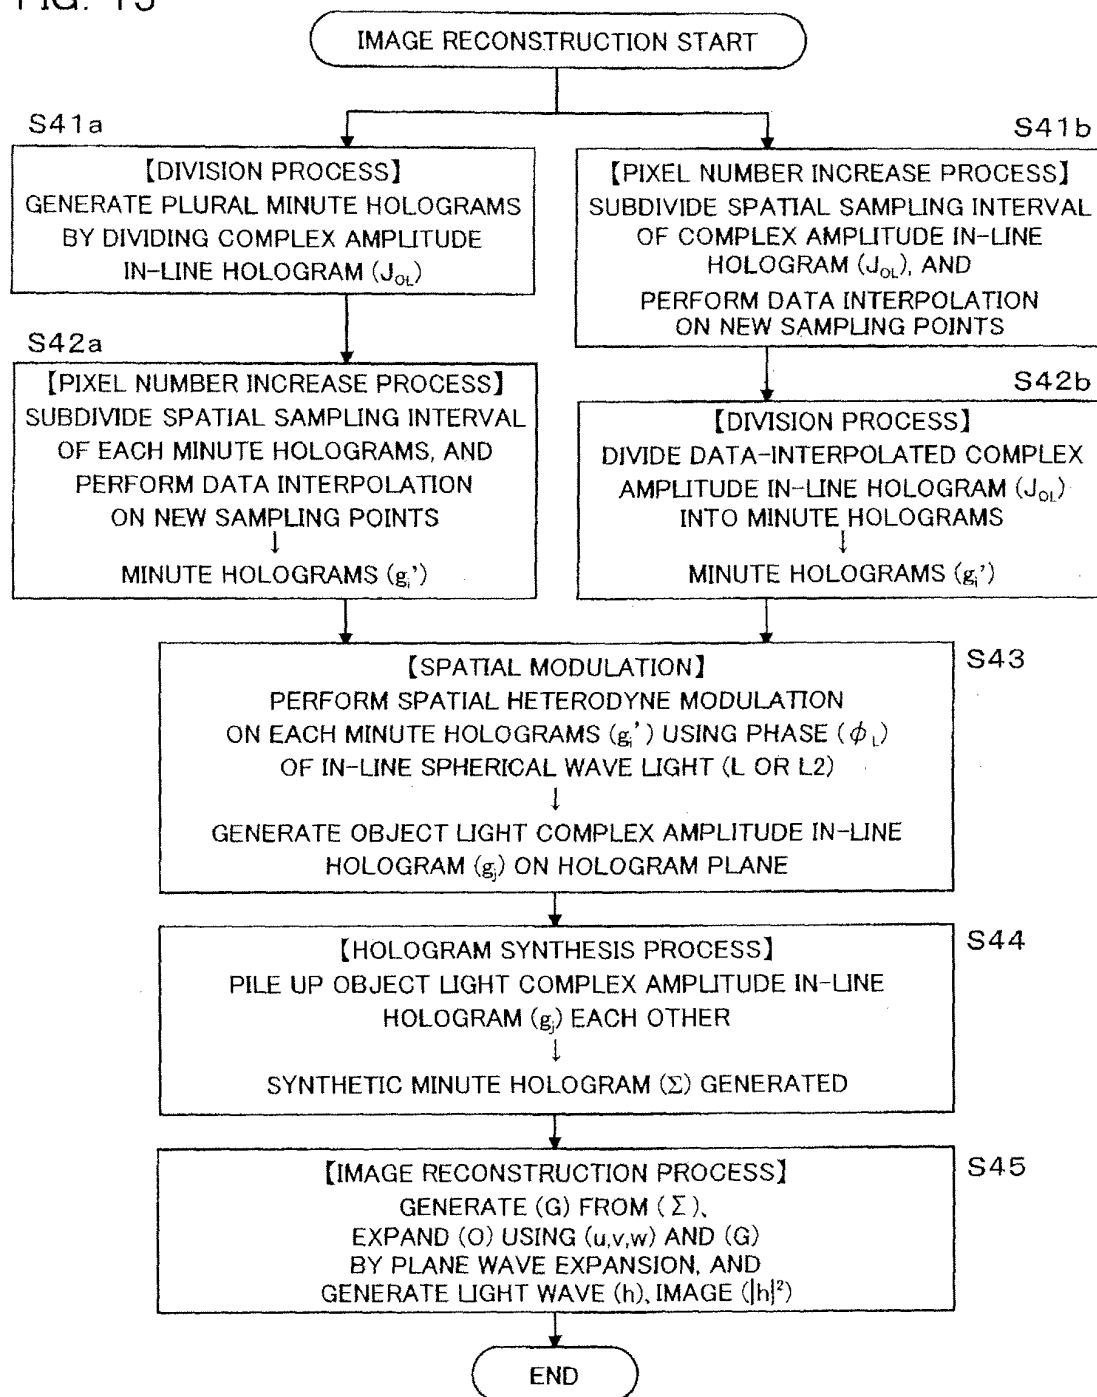 FIG. 15
IMAGE RECONSTRUCTION START
S41a
【DIVISION PROCESS】
GENERATE PLURAL MINUTE HOLOGRAMS
BY DIVIDING COMPLEX AMPLITUDE
IN-LINE HOLOGRAM (J_OL)
S41b
【PIXEL NUMBER INCREASE PROCESS】
SUBDIVIDE SPATIAL SAMPLING INTERVAL
OF COMPLEX AMPLITUDE IN-LINE
HOLOGRAM (J_OL), AND
PERFORM DATA INTERPOLATION
ON NEW SAMPLING POINTS
S42a
【PIXEL NUMBER INCREASE PROCESS】
SUBDIVIDE SPATIAL SAMPLING INTERVAL
OF EACH MINUTE HOLOGRAMS, AND
PERFORM DATA INTERPOLATION
ON NEW SAMPLING POINTS
↓
MINUTE HOLOGRAMS (g_i')
S42b
【DIVISION PROCESS】
DIVIDE DATA-INTERPOLATED COMPLEX
AMPLITUDE IN-LINE HOLOGRAM (J_OL)
INTO MINUTE HOLOGRAMS
↓
MINUTE HOLOGRAMS (g_i')
S43
【SPATIAL MODULATION】
PERFORM SPATIAL HETERODYNE MODULATION
ON EACH MINUTE HOLOGRAMS (g_i') USING PHASE (ϕ_L)
OF IN-LINE SPHERICAL WAVE LIGHT (L OR L2)
↓
GENERATE OBJECT LIGHT COMPLEX AMPLITUDE IN-LINE
HOLOGRAM (g_j) ON HOLOGRAM PLANE
S44
【HOLOGRAM SYNTHESIS PROCESS】
PILE UP OBJECT LIGHT COMPLEX AMPLITUDE IN-LINE
HOLOGRAM (g_j) EACH OTHER
↓
SYNTHETIC MINUTE HOLOGRAM (Σ) GENERATED
S45
【IMAGE RECONSTRUCTION PROCESS】
GENERATE (G) FROM (Σ),
EXPAND (O) USING (u,v,w) AND (G)
BY PLANE WAVE EXPANSION, AND
GENERATE LIGHT WAVE (h), IMAGE (|h|²)
END